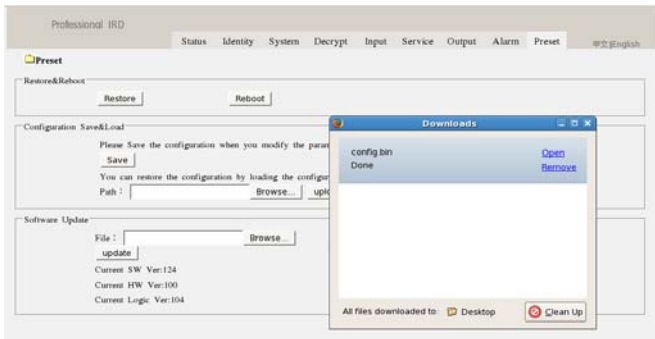 Professional IRD
Status Identity System Decrypt Input Service Output Alarm Preset 中文|English
Preset
Restore&Reboot
Restore Reboot
Configuration Save&Load
Please Save the configuration when you modify the param
Save
You can restore the configuration by loading the configur
Path : Browse... uplo
Software Update
File : Browse...
update
Current SW Ver:124
Current HW Ver:100
Current Logic Ver:104
Downloads
config.bin Open
Done Remove
All files downloaded to: Desktop Clean Up